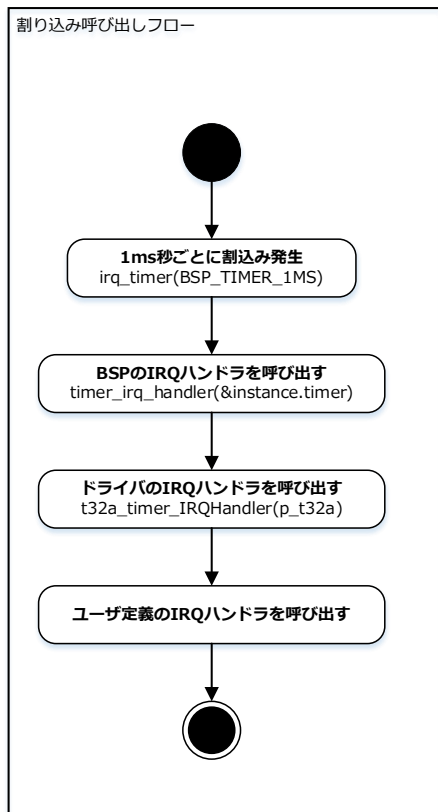 割り込み呼び出しフロー
1ms秒ごとに割込み発生
irq_timer(BSP_TIMER_1MS)
BSPのIRQハンドラを呼び出す
timer_irq_handler(&instance.timer)
ドライバのIRQハンドラを呼び出す
t32a_timer_IRQHandler(p_t32a)
ユーザ定義のIRQハンドラを呼び出す